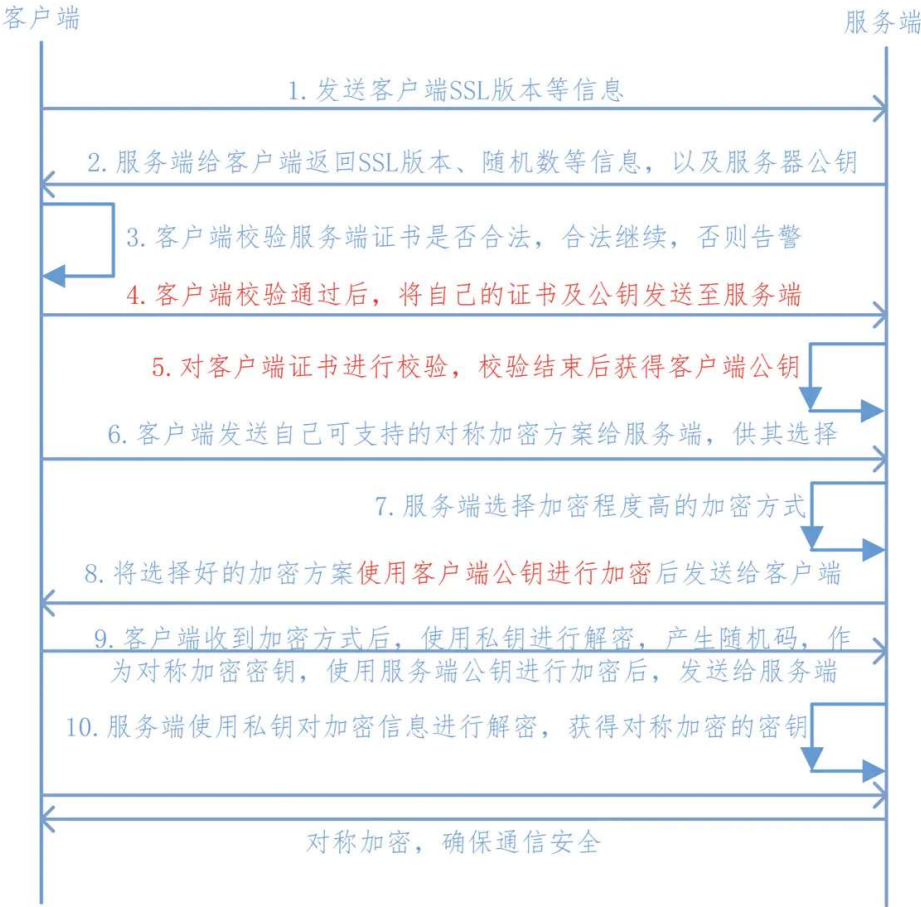 客户端
服务端
1.发送客户端SSL版本等信息
2.服务端给客户端返回SSL版本、随机数等信息，以及服务器公钥
3.客户端校验服务端证书是否合法，合法继续，否则告警
4.客户端校验通过后，将自己的证书及公钥发送至服务端
5.对客户端证书进行校验，校验结束后获得客户端公钥
6.客户端发送自己可支持的对称加密方案给服务端，供其选择
7.服务端选择加密程度高的加密方式
8.将选择好的加密方案使用客户端公钥进行加密后发送给客户端
9.客户端收到加密方式后，使用私钥进行解密，产生随机码，作
为对称加密密钥，使用服务端公钥进行加密后，发送给服务端
10.服务端使用私钥对加密信息进行解密，获得对称加密的密钥
对称加密，确保通信安全